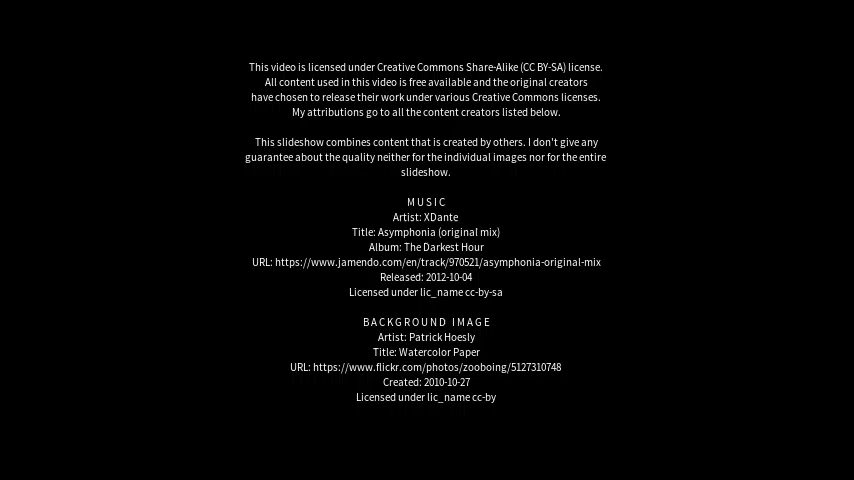 This video is licensed under Creative Commons Share-Alike (CC BY-SA) license.
All content used in this video is free available and the original creators
have chosen to release their work under various Creative Commons licenses.
My attributions go to all the content creators listed below.
This slideshow combines content that is created by others. I don't give any
guarantee about the quality neither for the individual images nor for the entire
slideshow.
MUSIC
Artist: XDante
Title: Asymphonia (original mix)
Album: The Darkest Hour
URL: https://www.jamendo.com/en/track/970521/asymphonia-original-mix
Released: 2012-10-04
Licensed under lic_name cc-by-sa
BACKGROUND IMAGE
Artist: Patrick Hoesly
Title: Watercolor Paper
URL: https://www.flickr.com/photos/zooboing/5127310748
Created: 2010-10-27
Licensed under lic_name cc-by